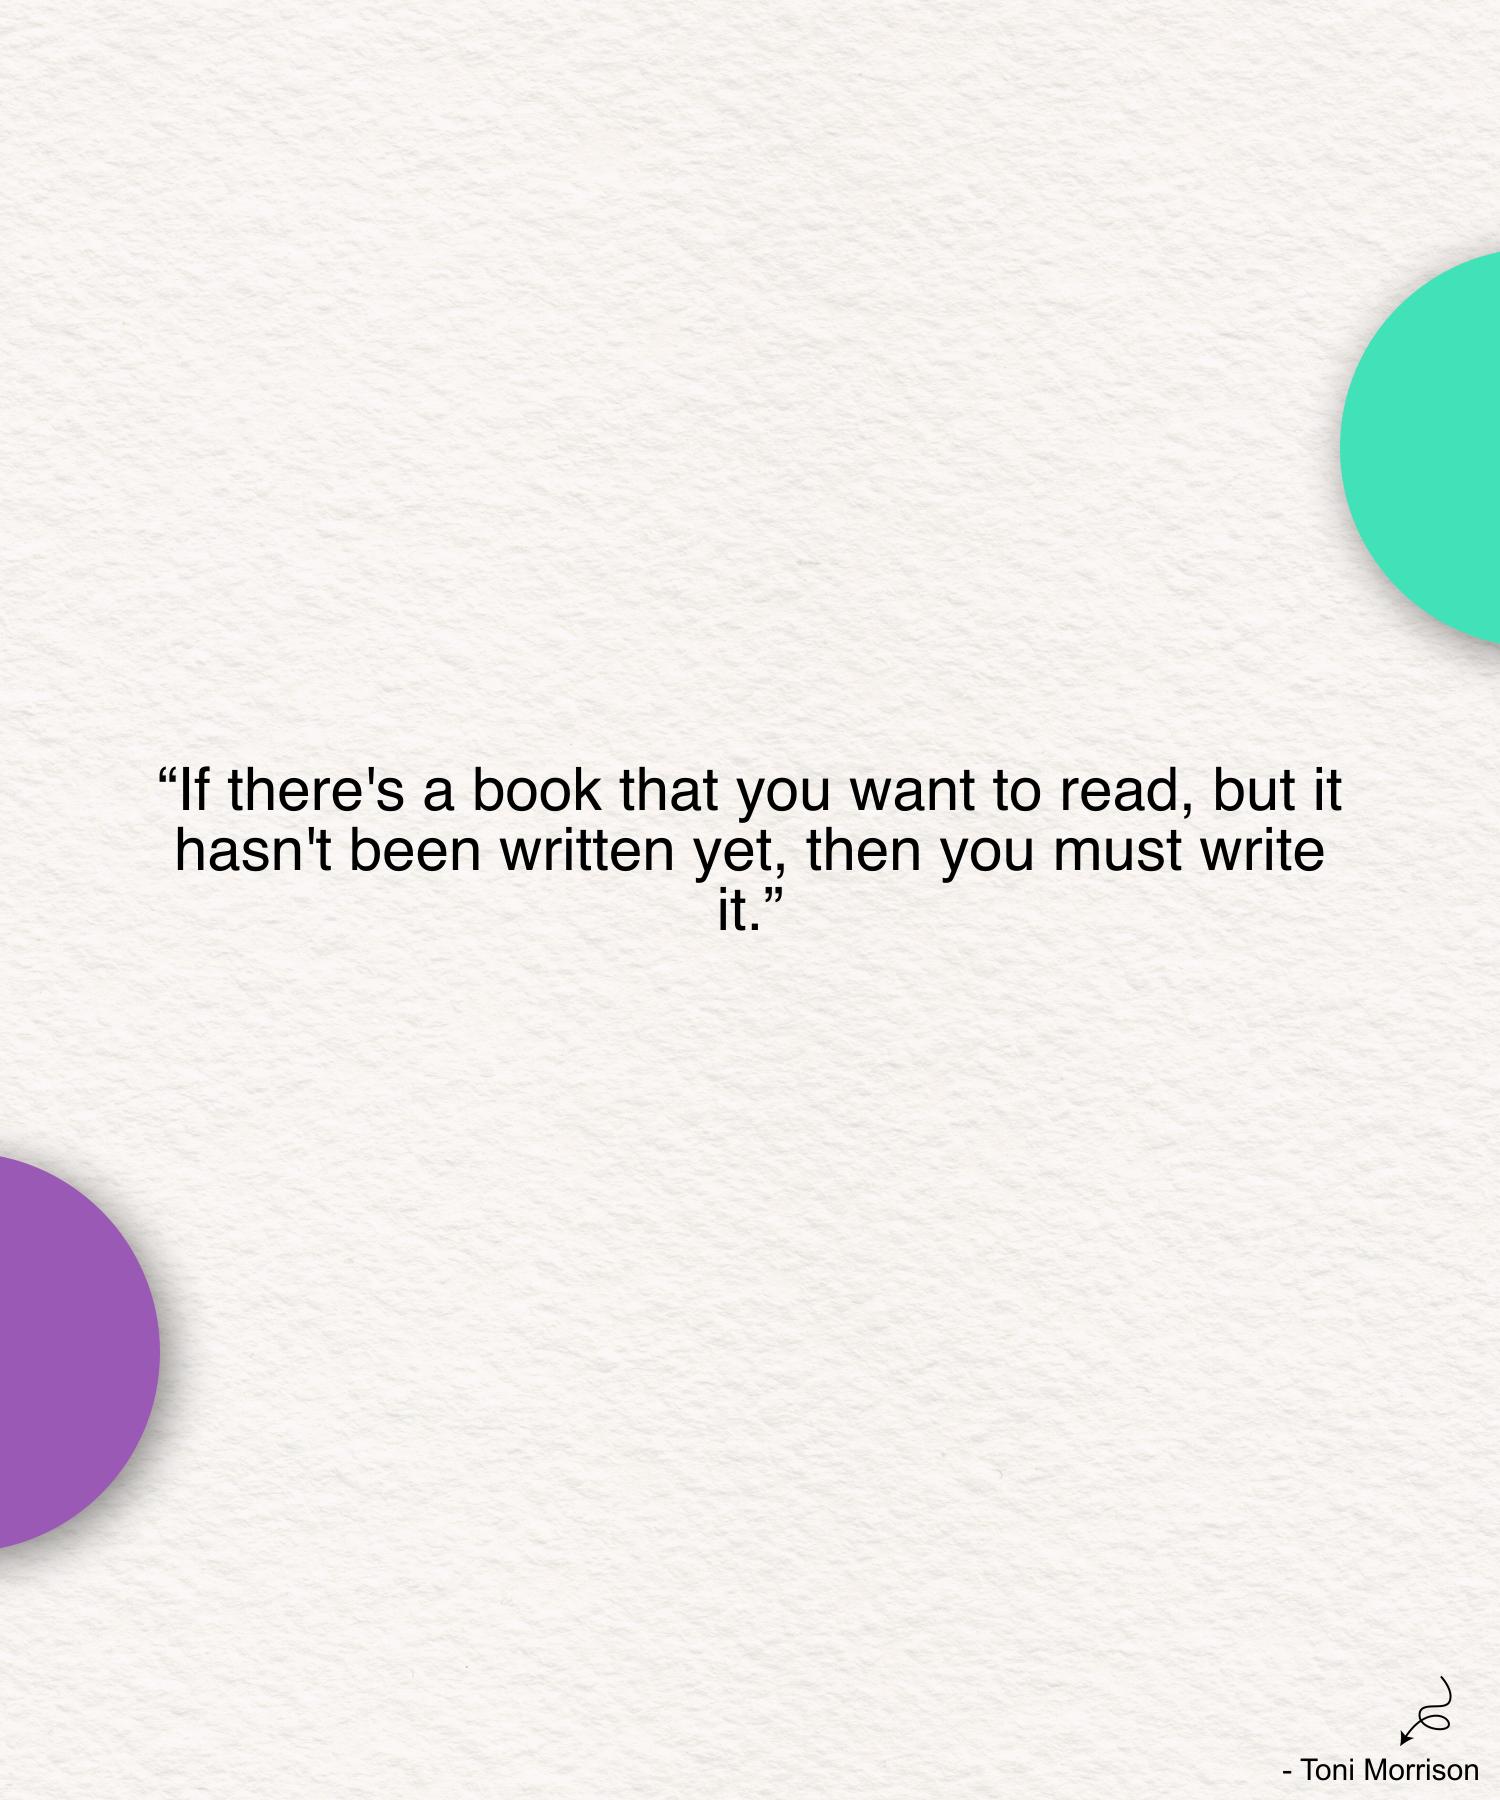 “If there's a book that you want to read, but it
hasn't been written yet, then you must write
it.”
- Toni Morrison